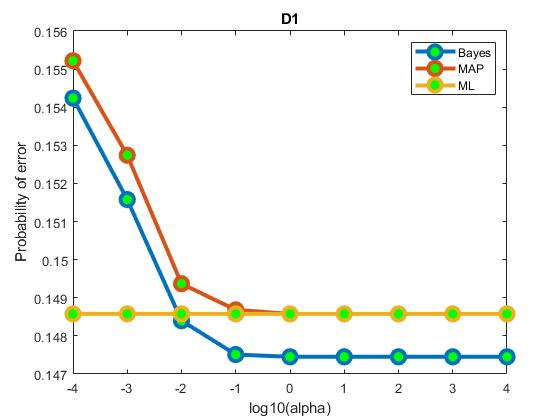 D1
Probability of error
0.156
0.155
0.154
0.153
0.152
0.151
0.15
0.149
0.148
0.147
Bayes
MAP
ML
-4 -3 -2 -1 0 1 2 3 4
log10(alpha)